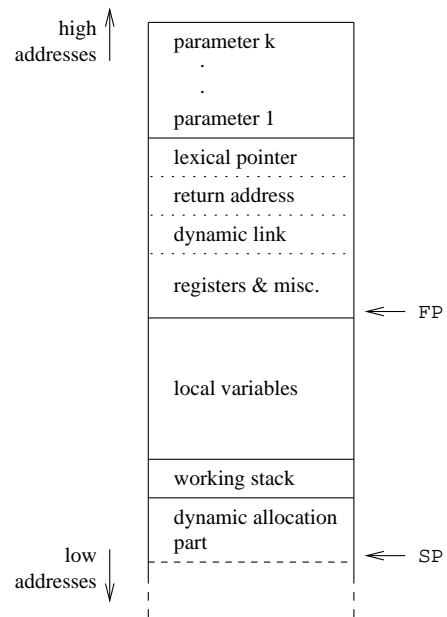 high
addresses
parameter k
.
.
parameter 1
lexical pointer
return address
dynamic link
registers & misc.
FP
local variables
working stack
dynamic allocation
part
SP
low
addresses